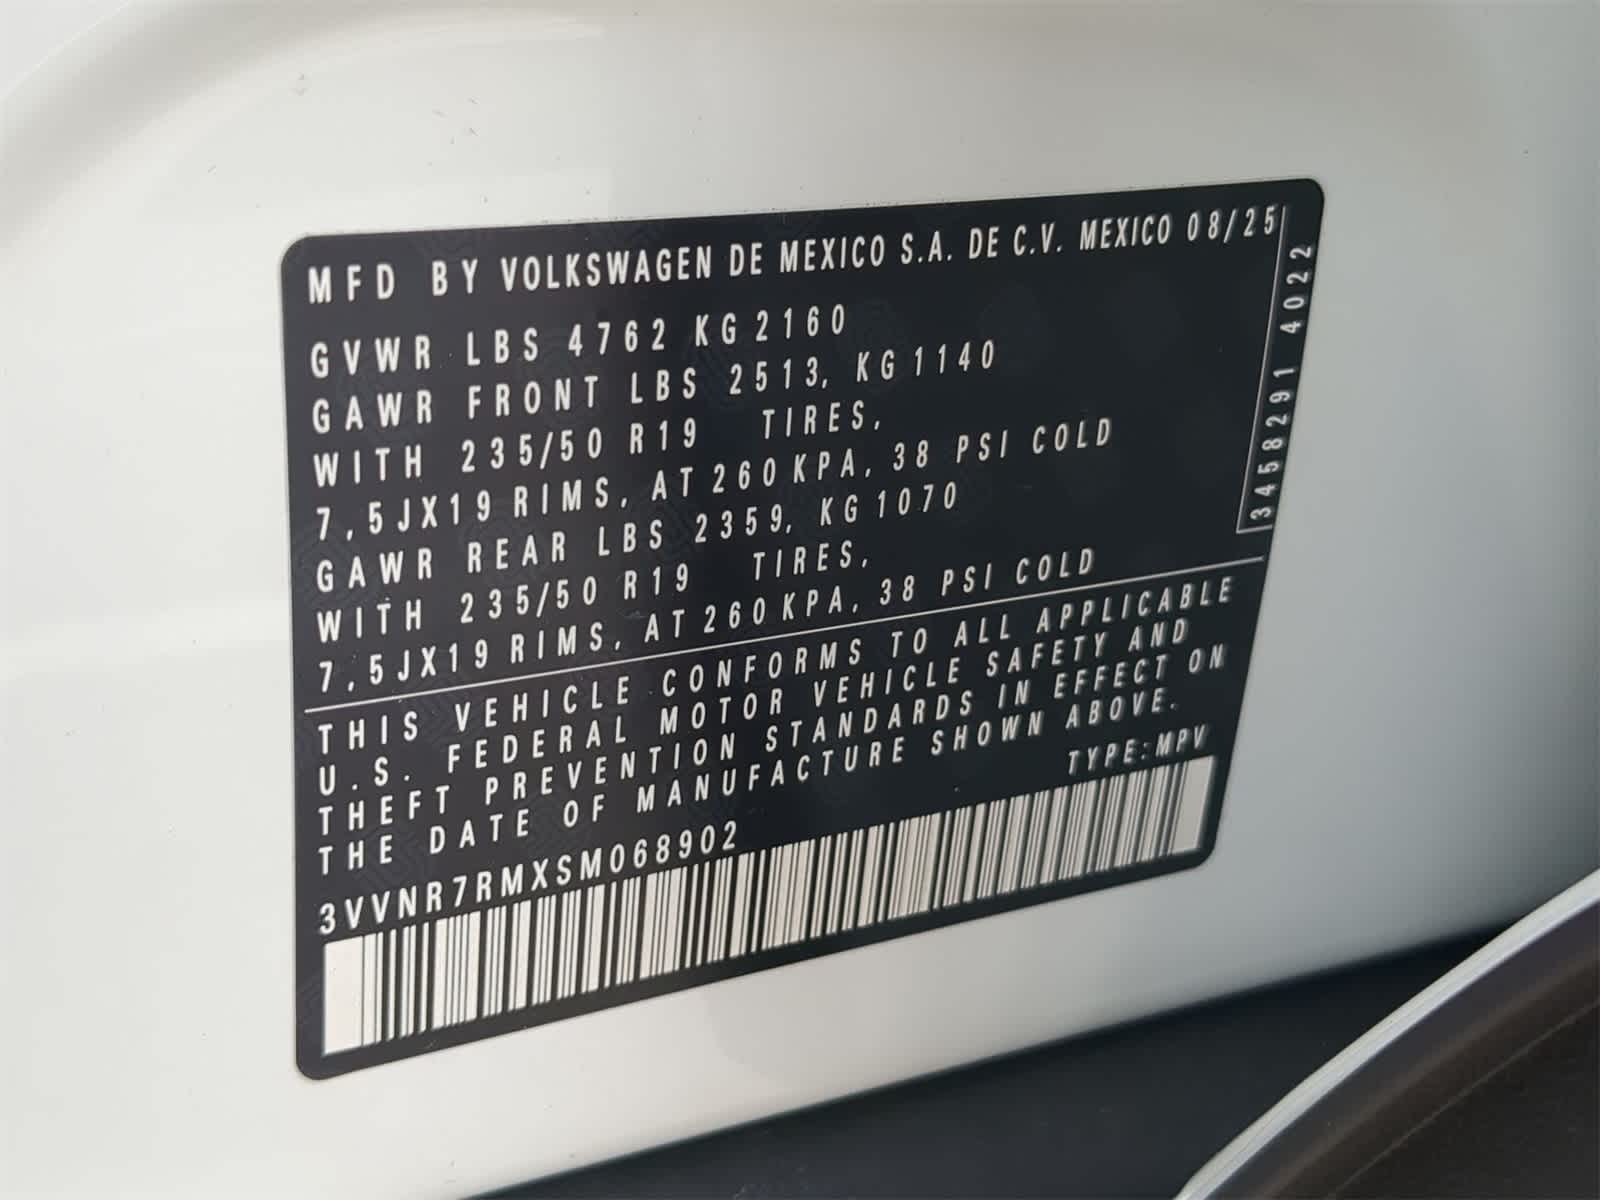 MFD BY VOLKSWAGEN DE MEXICO S.A. DE C.V. MEXICO 08/25
GVWR LBS 4762 KG 2160
GAWR FRONT LBS 2513, KG 1140
WITH 235/50 R19 TIRES,
7,5JX19 RIMS, AT 260 KPA, 38 PSI COLD
GAWR REAR LBS 2359, KG 1070
WITH 235/50 R19 TIRES,
7,5JX19 RIMS, AT 260 KPA, 38 PSI COLD
3458291 4022
THIS VEHICLE CONFORMS TO ALL APPLICABLE
U.S. FEDERAL MOTOR VEHICLE SAFETY AND
THEFT PREVENTION STANDARDS IN EFFECT ON
THE DATE OF MANUFACTURE SHOWN ABOVE.
TYPE:MPV
3VVNR7RMXSM068902